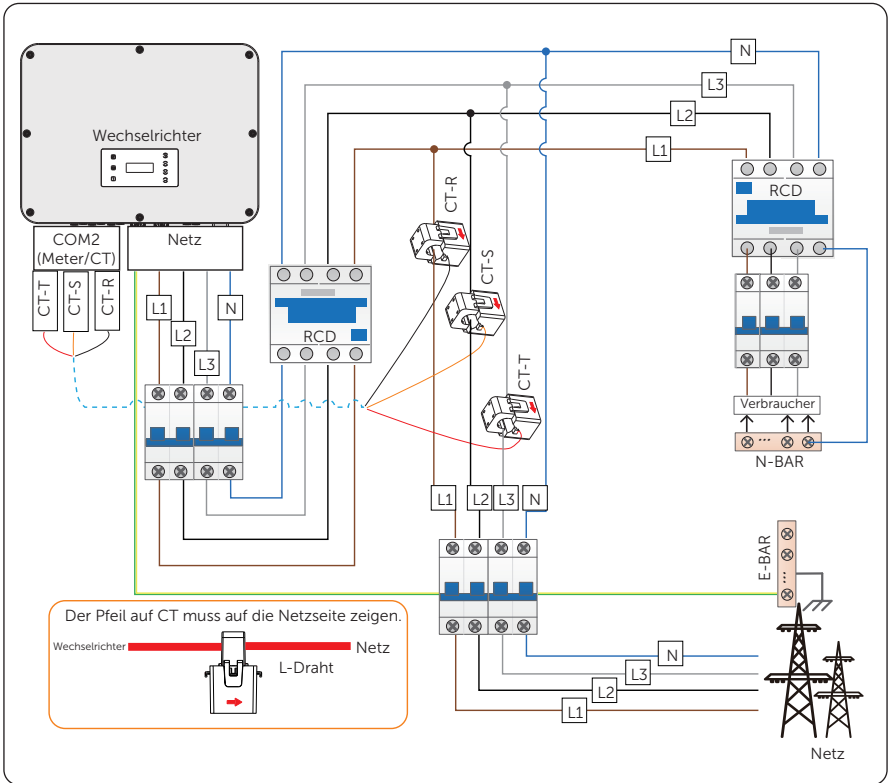 N
L3
L2
L1
Wechselrichter
COM2
(Meter/CT)
Netz
CT-T
CT-S
CT-R
L1
L2
L3
N
RCD
CT-R
CT-S
CT-T
RCD
Verbraucher
N-BAR
L1
L2
L3
N
E-BAR
Der Pfeil auf CT muss auf die Netzseite zeigen.
Wechselrichter
Netz
L-Draht
N
L3
L2
L1
Netz